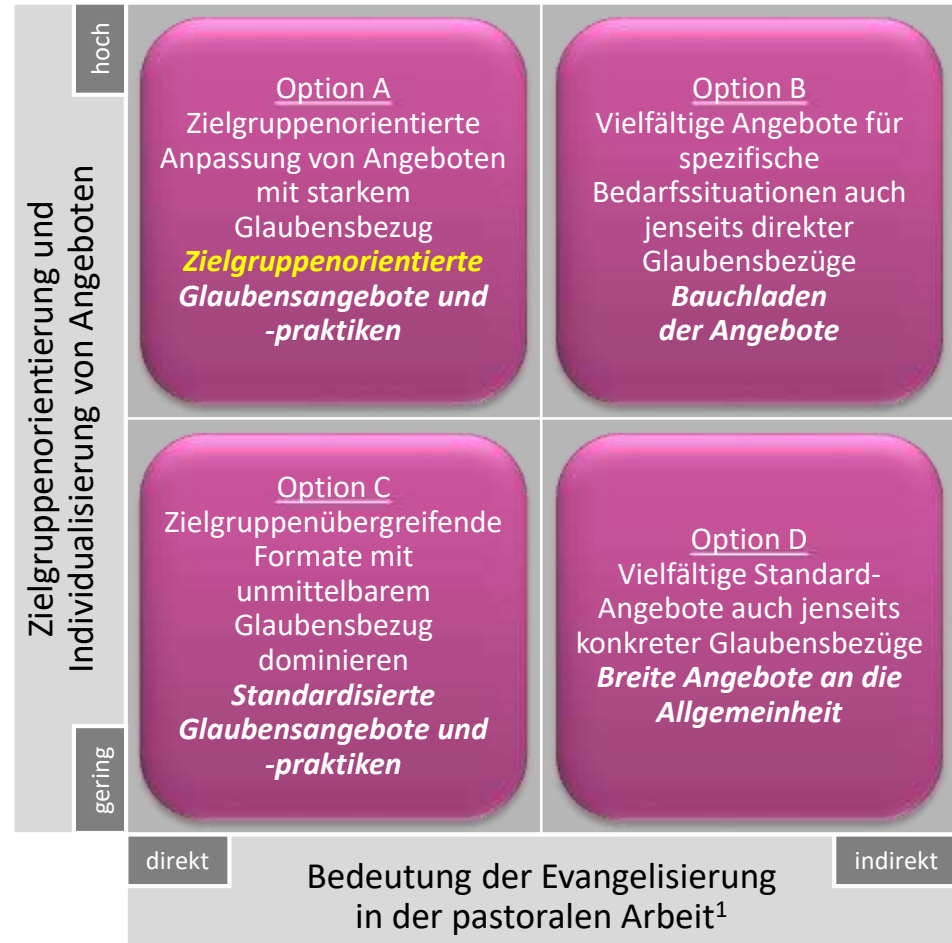 Zielgruppenorientierung und
Individualisierung von Angeboten
hoch
gering
Option A
Zielgruppenorientierte
Anpassung von Angeboten
mit starkem
Glaubensbezug
Zielgruppenorientierte
Glaubensangebote und
-praktiken
Option B
Vielfältige Angebote für
spezifische
Bedarfssituationen auch
jenseits direkter
Glaubensbezüge
Bauchladen
der Angebote
Option C
Zielgruppenübergreifende
Formate mit
unmittelbarem
Glaubensbezug
dominieren
Standardisierte
Glaubensangebote und
-praktiken
Option D
Vielfältige Standard-
Angebote auch jenseits
konkreter Glaubensbezüge
Breite Angebote an die
Allgemeinheit
direkt
indirekt
Bedeutung der Evangelisierung
in der pastoralen Arbeit¹